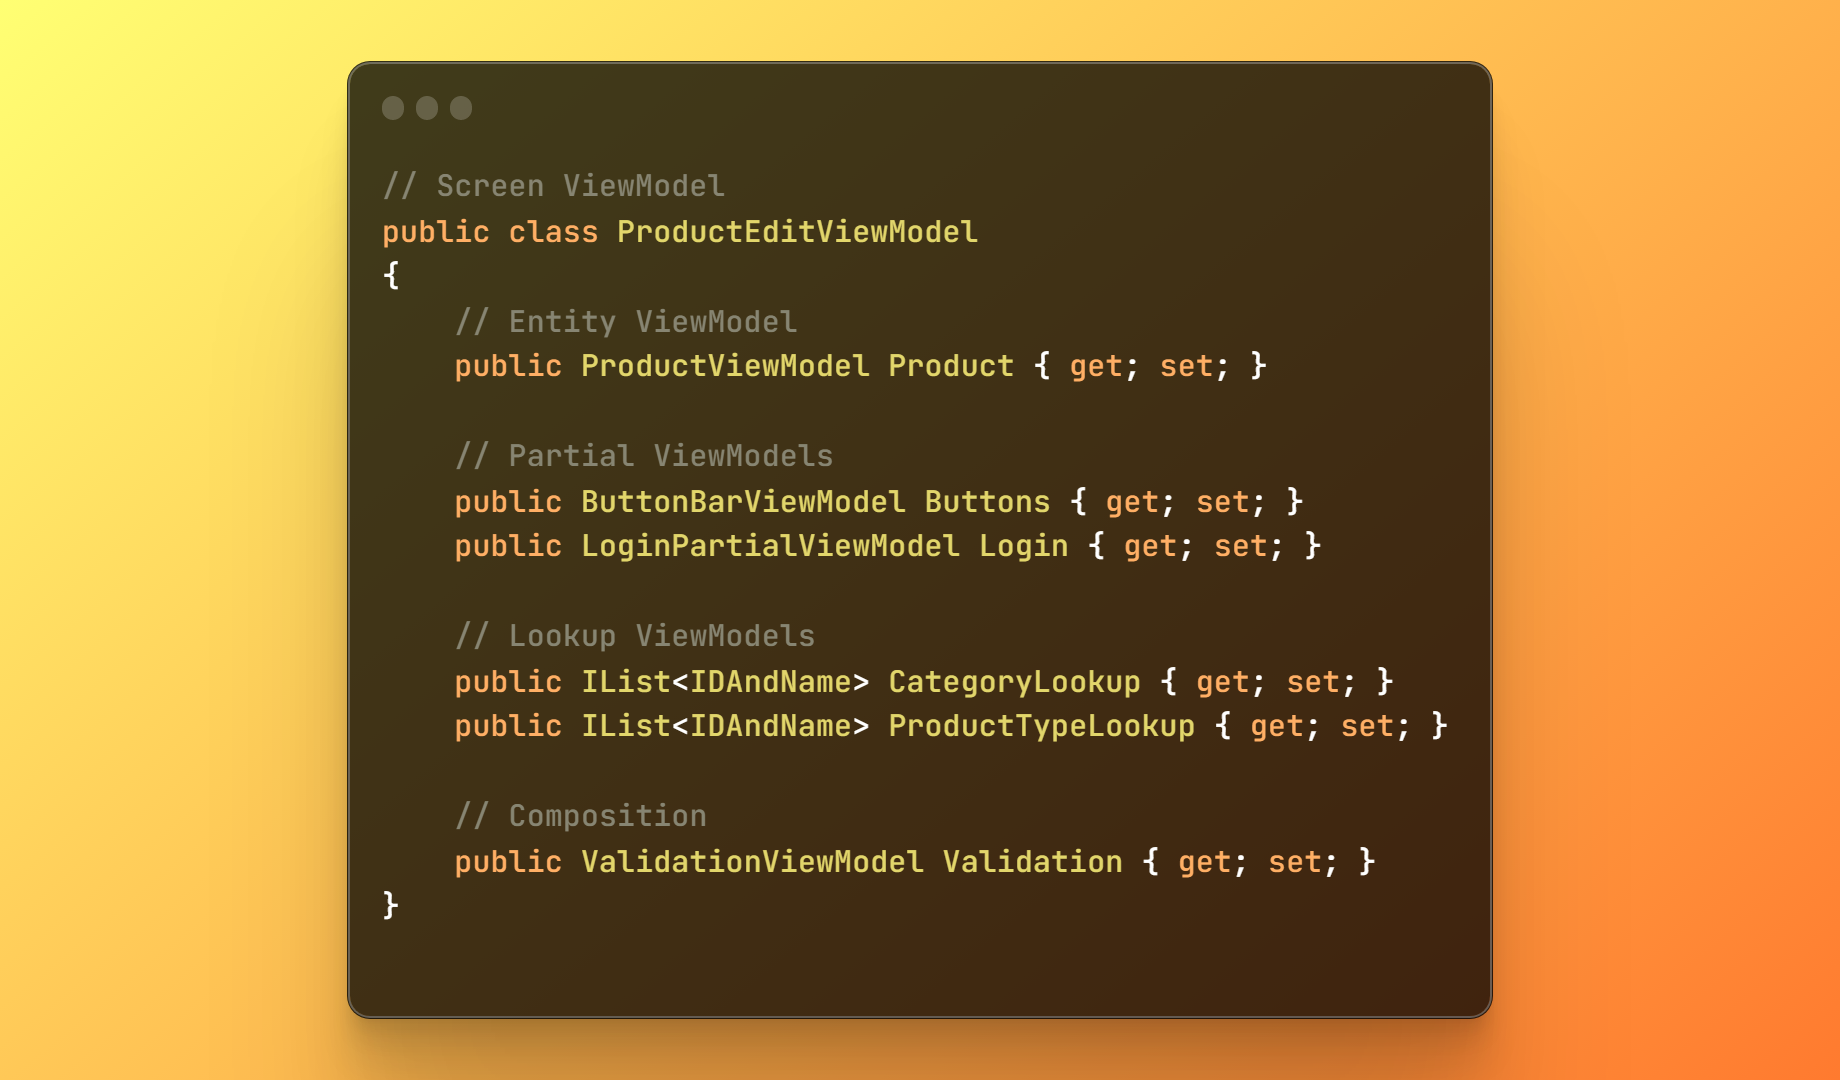 // Screen ViewModel
public class ProductEditViewModel
{
    // Entity ViewModel
    public ProductViewModel Product { get; set; }

    // Partial ViewModels
    public ButtonBarViewModel Buttons { get; set; }
    public LoginPartialViewModel Login { get; set; }

    // Lookup ViewModels
    public IList<IDAndName> CategoryLookup { get; set; }
    public IList<IDAndName> ProductTypeLookup { get; set; }

    // Composition
    public ValidationViewModel Validation { get; set; }
}